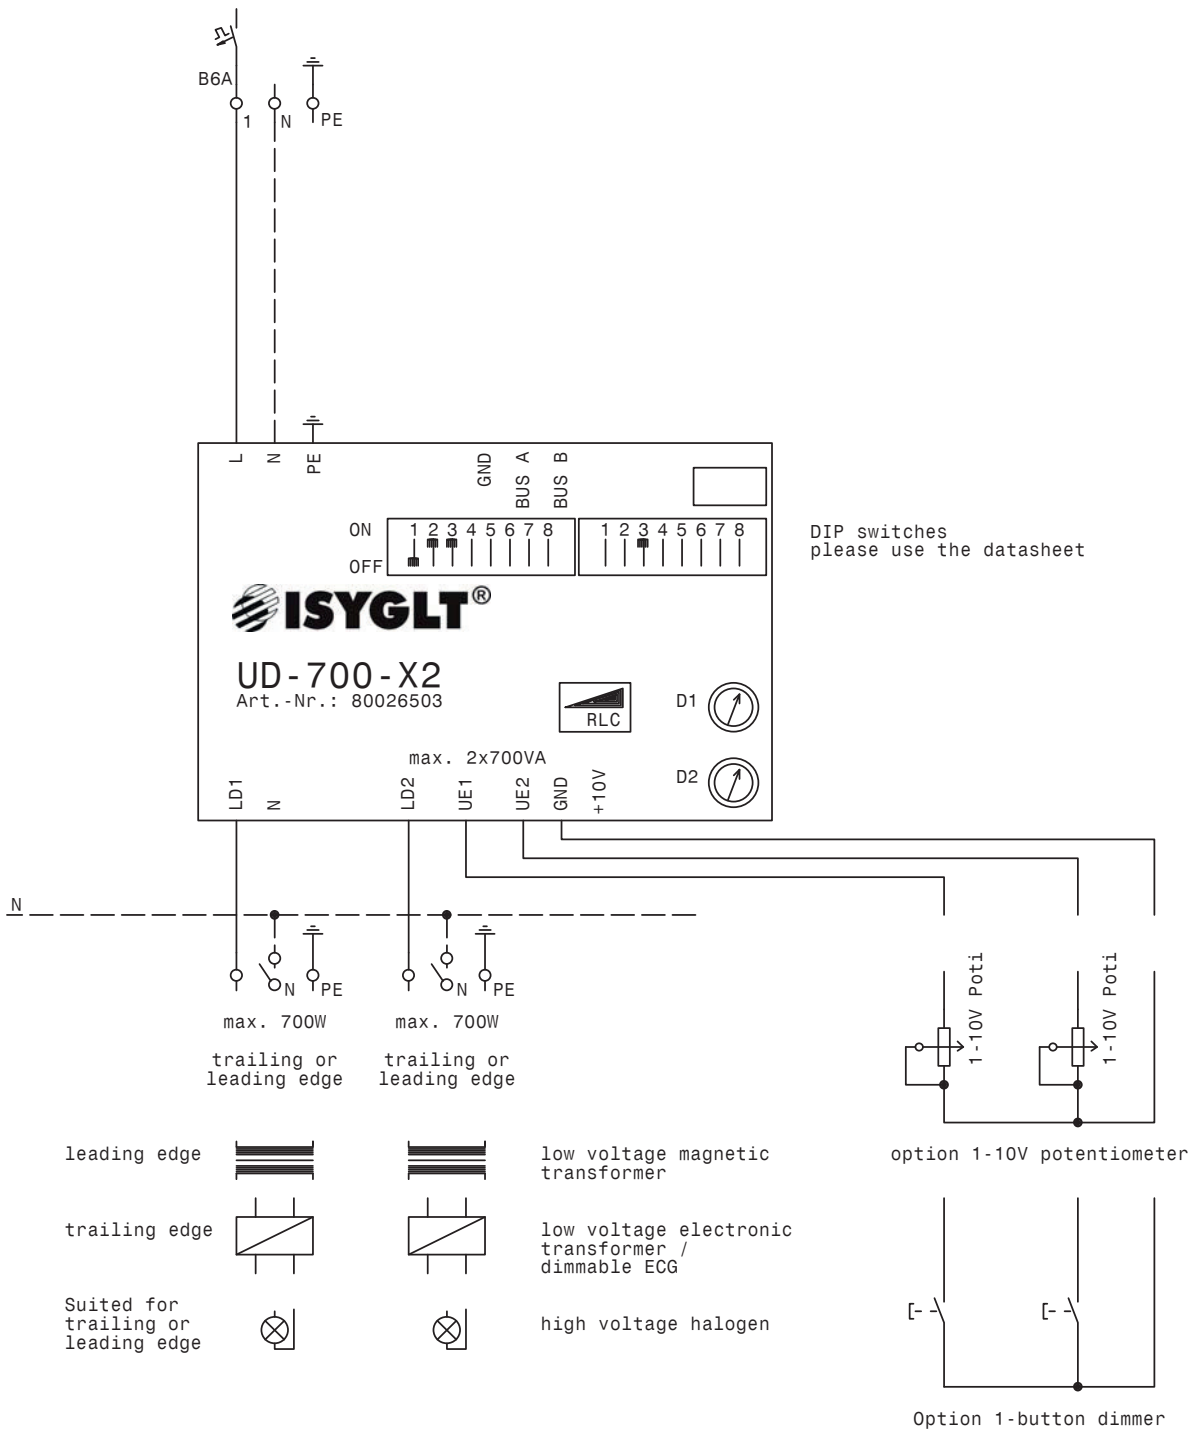 B6A
1 N PE
L N PE GND BUS A BUS B
ON 1 2 3 4 5 6 7 8 1 2 3 4 5 6 7 8
OFF
DIP switches
please use the datasheet
ISYGLT®
UD-700-X2
Art.-Nr.: 80026503
RLC
D1
max. 2x700VA
D2
LD1 N LD2 UE1 UE2 GND +10V
N
N PE N PE
max. 700W max. 700W
trailing or trailing or
leading edge leading edge
1-10V Poti 1-10V Poti
leading edge
low voltage magnetic
transformer
option 1-10V potentiometer
trailing edge
low voltage electronic
transformer /
dimmable ECG
Suited for
trailing or
leading edge
high voltage halogen
Option 1-button dimmer